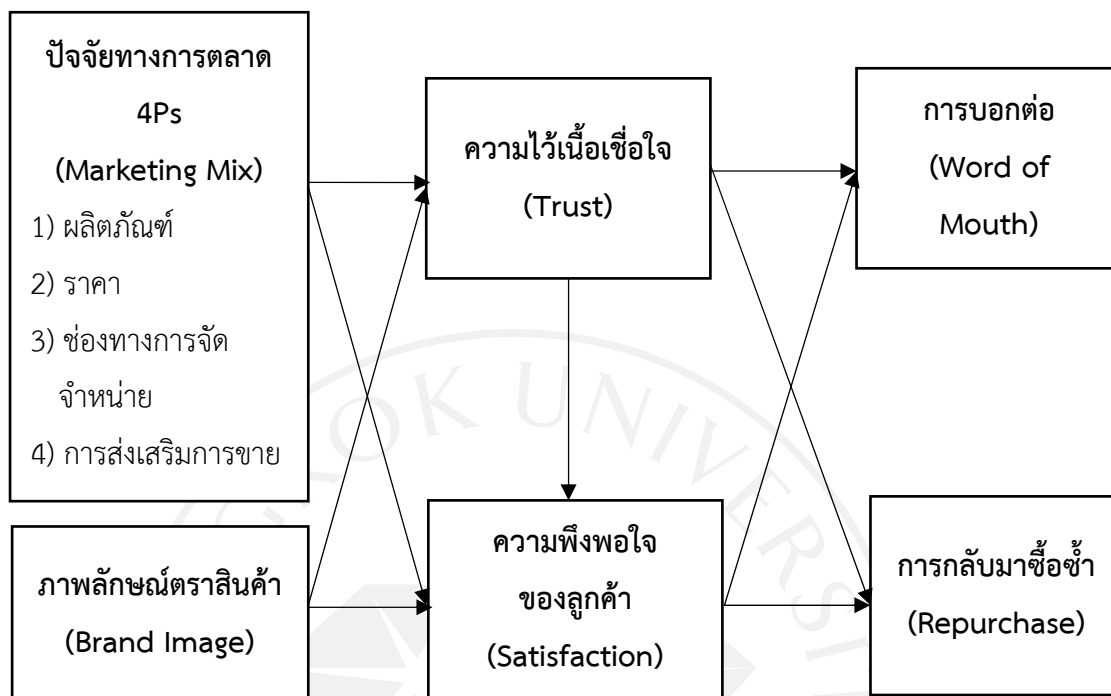 ปัจจัยทางการตลาด
4Ps
(Marketing Mix)
1) ผลิตภัณฑ์
2) ราคา
3) ช่องทางการจัด
จำหน่าย
4) การส่งเสริมการขาย
ภาพลักษณ์ตราสินค้า
(Brand Image)
ความไว้เนื้อเชื่อใจ
(Trust)
ความพึงพอใจ
ของลูกค้า
(Satisfaction)
การบอกต่อ
(Word of
Mouth)
การกลับมาซื้อซ้ำ
(Repurchase)